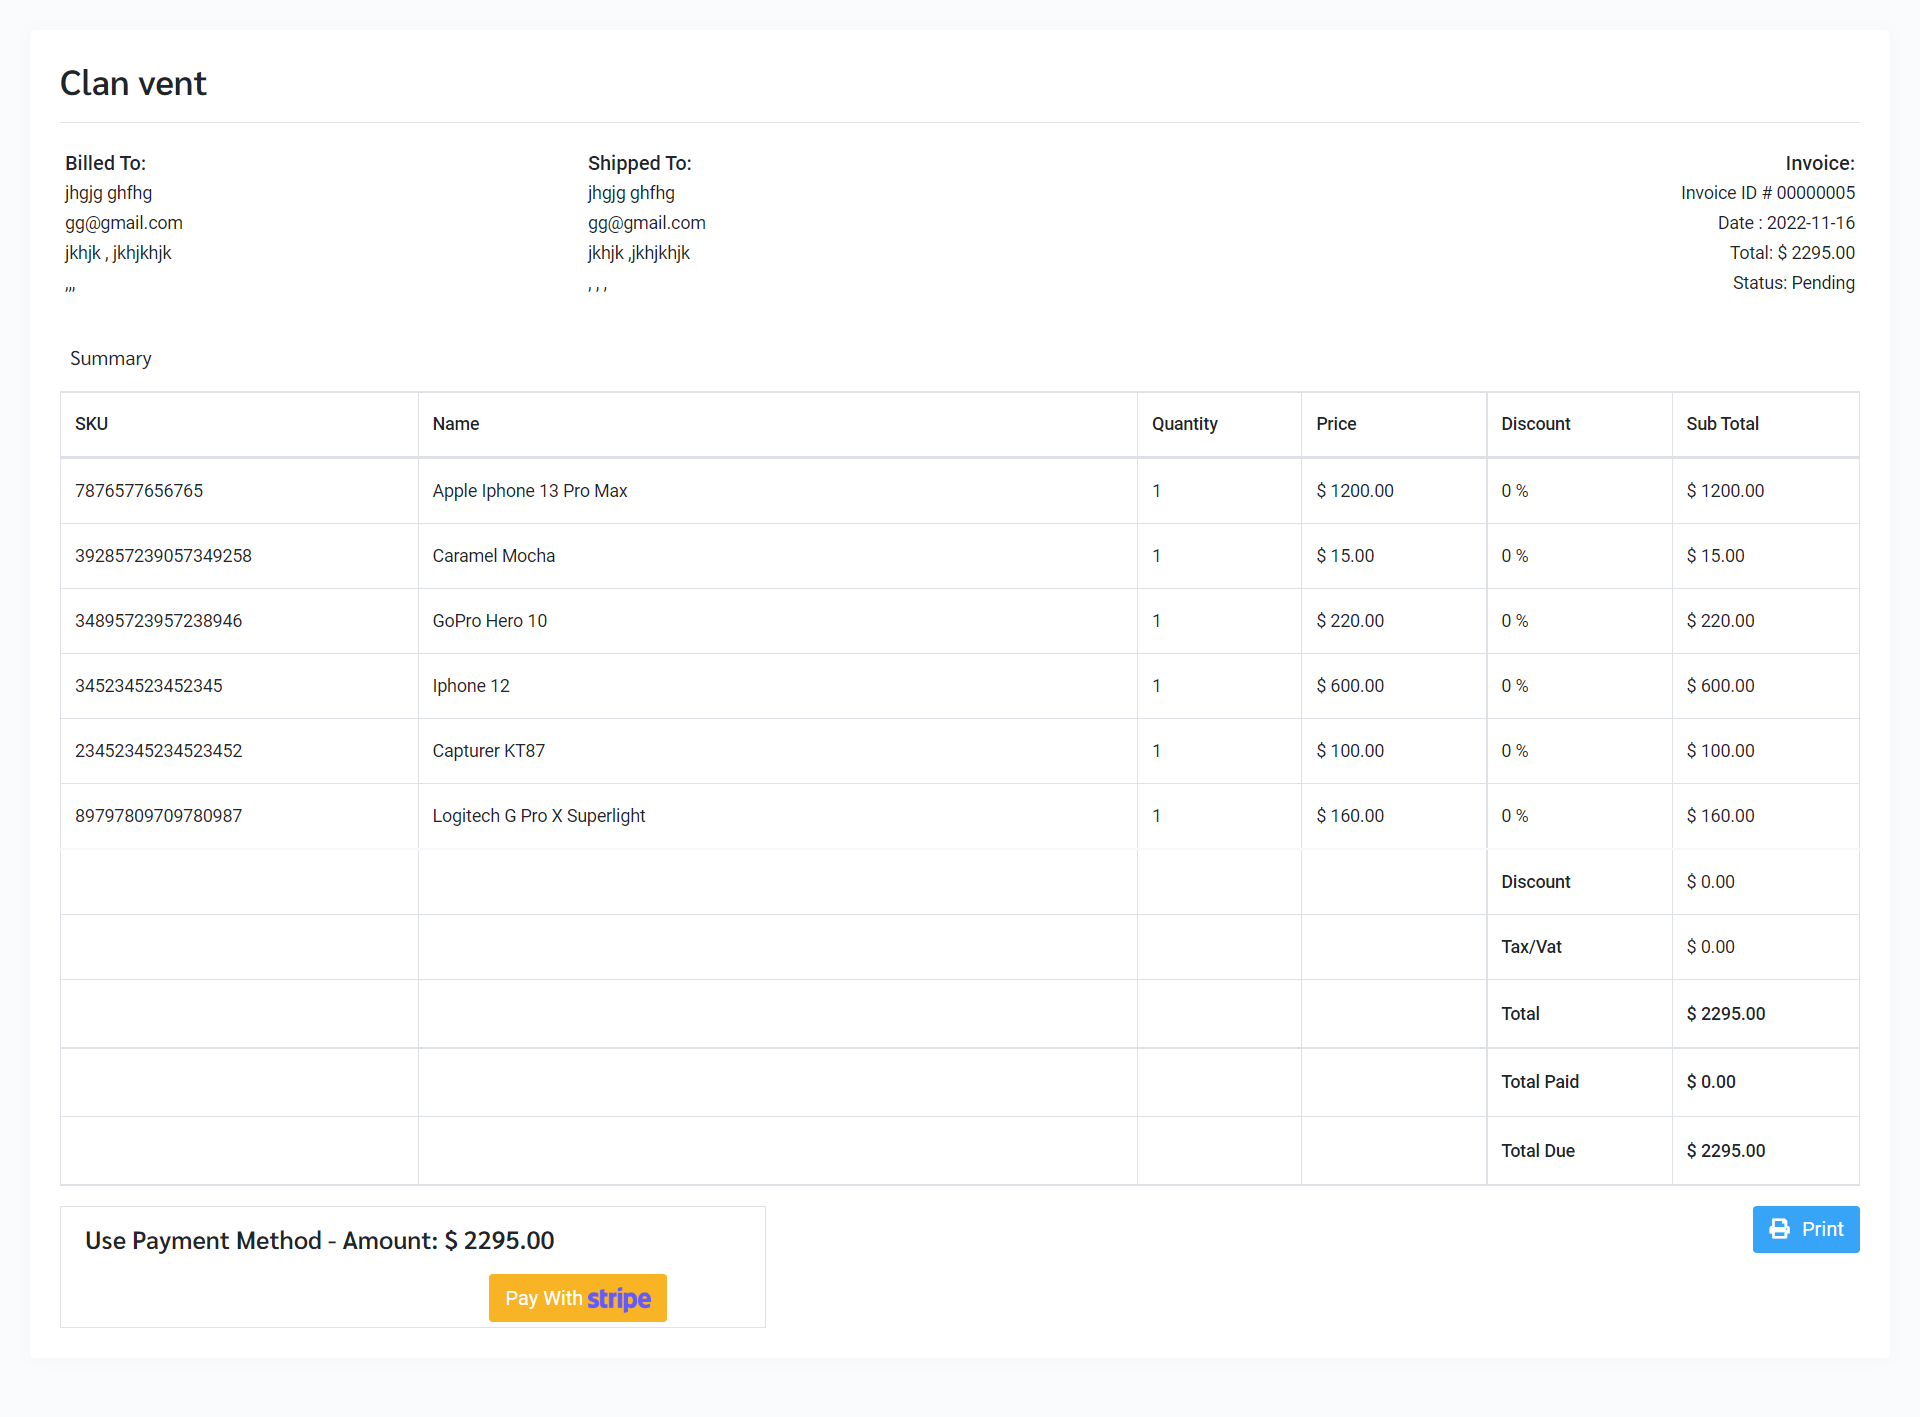 Clan vent
Billed To:
jhgjg ghfhg
gg@gmail.com
jkhjk , jkhjkhjk
,,,
Shipped To:
jhgjg ghfhg
gg@gmail.com
jkhjk ,jkhjkhjk
, , ,
Invoice:
Invoice ID # 00000005
Date : 2022-11-16
Total: $ 2295.00
Status: Pending
Summary
SKU Name Quantity Price Discount Sub Total
7876577656765 Apple Iphone 13 Pro Max 1 $ 1200.00 0 % $ 1200.00
392857239057349258 Caramel Mocha 1 $ 15.00 0 % $ 15.00
34895723957238946 GoPro Hero 10 1 $ 220.00 0 % $ 220.00
345234523452345 Iphone 12 1 $ 600.00 0 % $ 600.00
23452345234523452 Capturer KT87 1 $ 100.00 0 % $ 100.00
89797809709780987 Logitech G Pro X Superlight 1 $ 160.00 0 % $ 160.00
Discount $ 0.00
Tax/Vat $ 0.00
Total $ 2295.00
Total Paid $ 0.00
Total Due $ 2295.00
Use Payment Method - Amount: $ 2295.00
Pay With stripe
Print